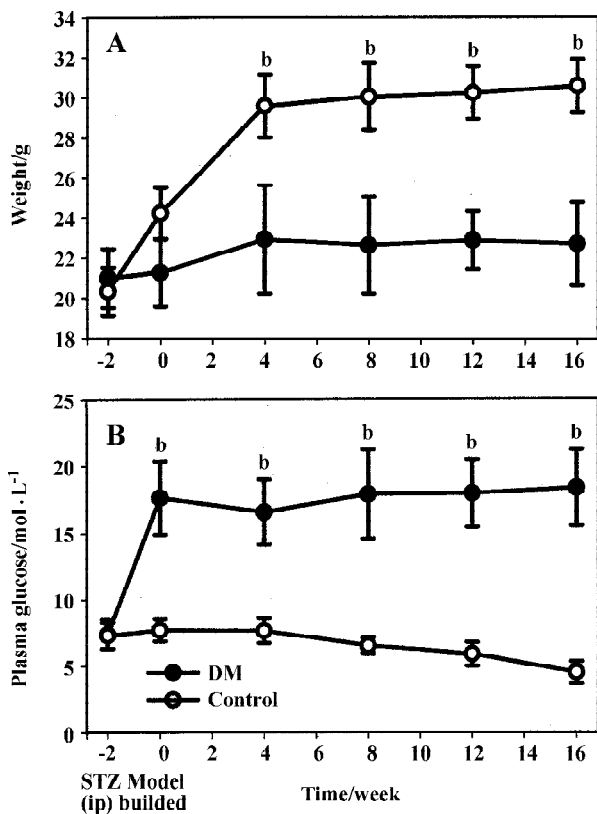 A
34
32
30
28
26
24
22
20
18
Weight/g
b b b b
-2 0 2 4 6 8 10 12 14 16
B
25
20
15
10
5
0
Plasma glucose/mol·L⁻¹
b b b b b
DM
Control
-2 0 2 4 6 8 10 12 14 16
STZ Model
(ip) builded
Time/week